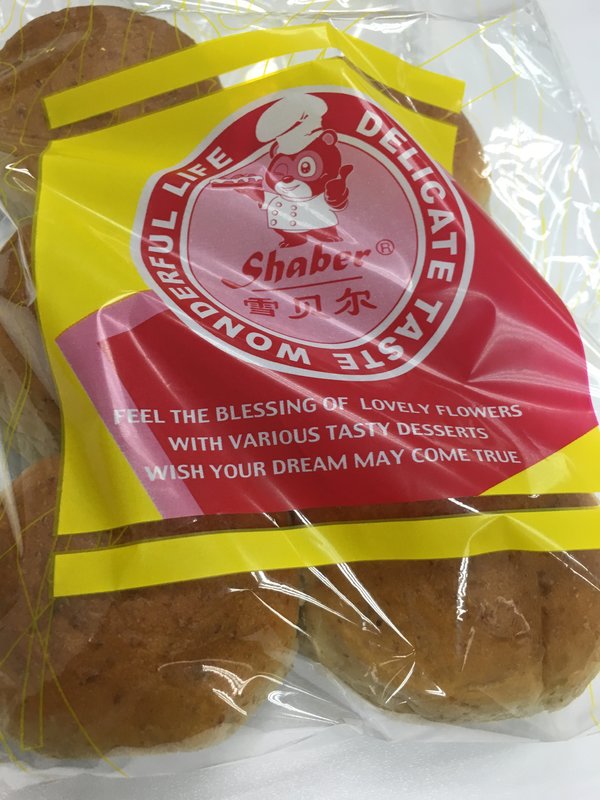 WONDERFUL LIFE
DELICATE TASTE
Shaber®
雪贝尔
FEEL THE BLESSING OF LOVELY FLOWERS
WITH VARIOUS TASTY DESSERTS
WISH YOUR DREAM MAY COME TRUE